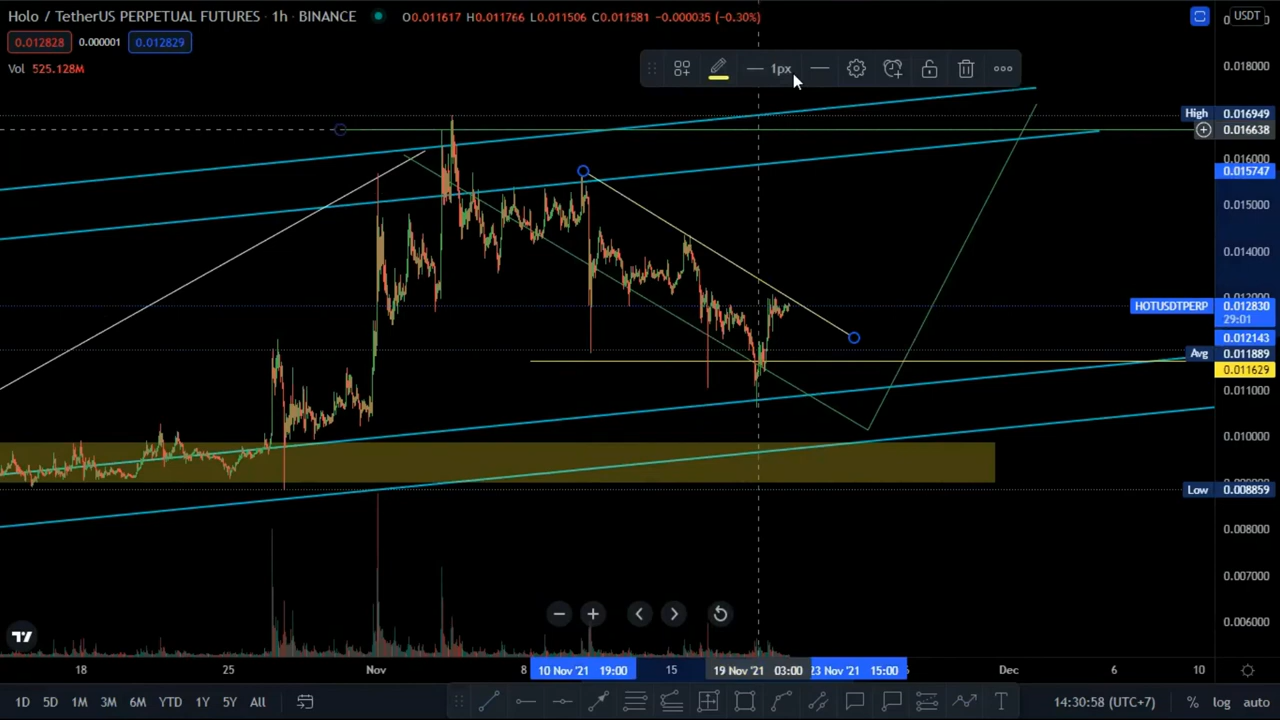 Holo / TetherUS PERPETUAL FUTURES · 1h · BINANCE O0.011617 H0.011766 L0.011506 C0.011581 −0.000035 (−0.30%)
USDT
0.012828 0.000001 0.012829
Vol 525.128M
1px
0.018000
High 0.016949
0.016638
0.016000
0.015747
0.015000
0.014000
HOTUSDTPERP 0.012830
29:01
0.012143
Avg 0.011889
0.011629
0.011000
0.010000
Low 0.008859
0.008000
0.007000
0.006000
18 25 Nov 8 10 Nov '21 19:00 15 19 Nov '21 03:00 23 Nov '21 15:00 Dec 6 10
1D 5D 1M 3M 6M YTD 1Y 5Y All 14:30:58 (UTC+7) % log auto